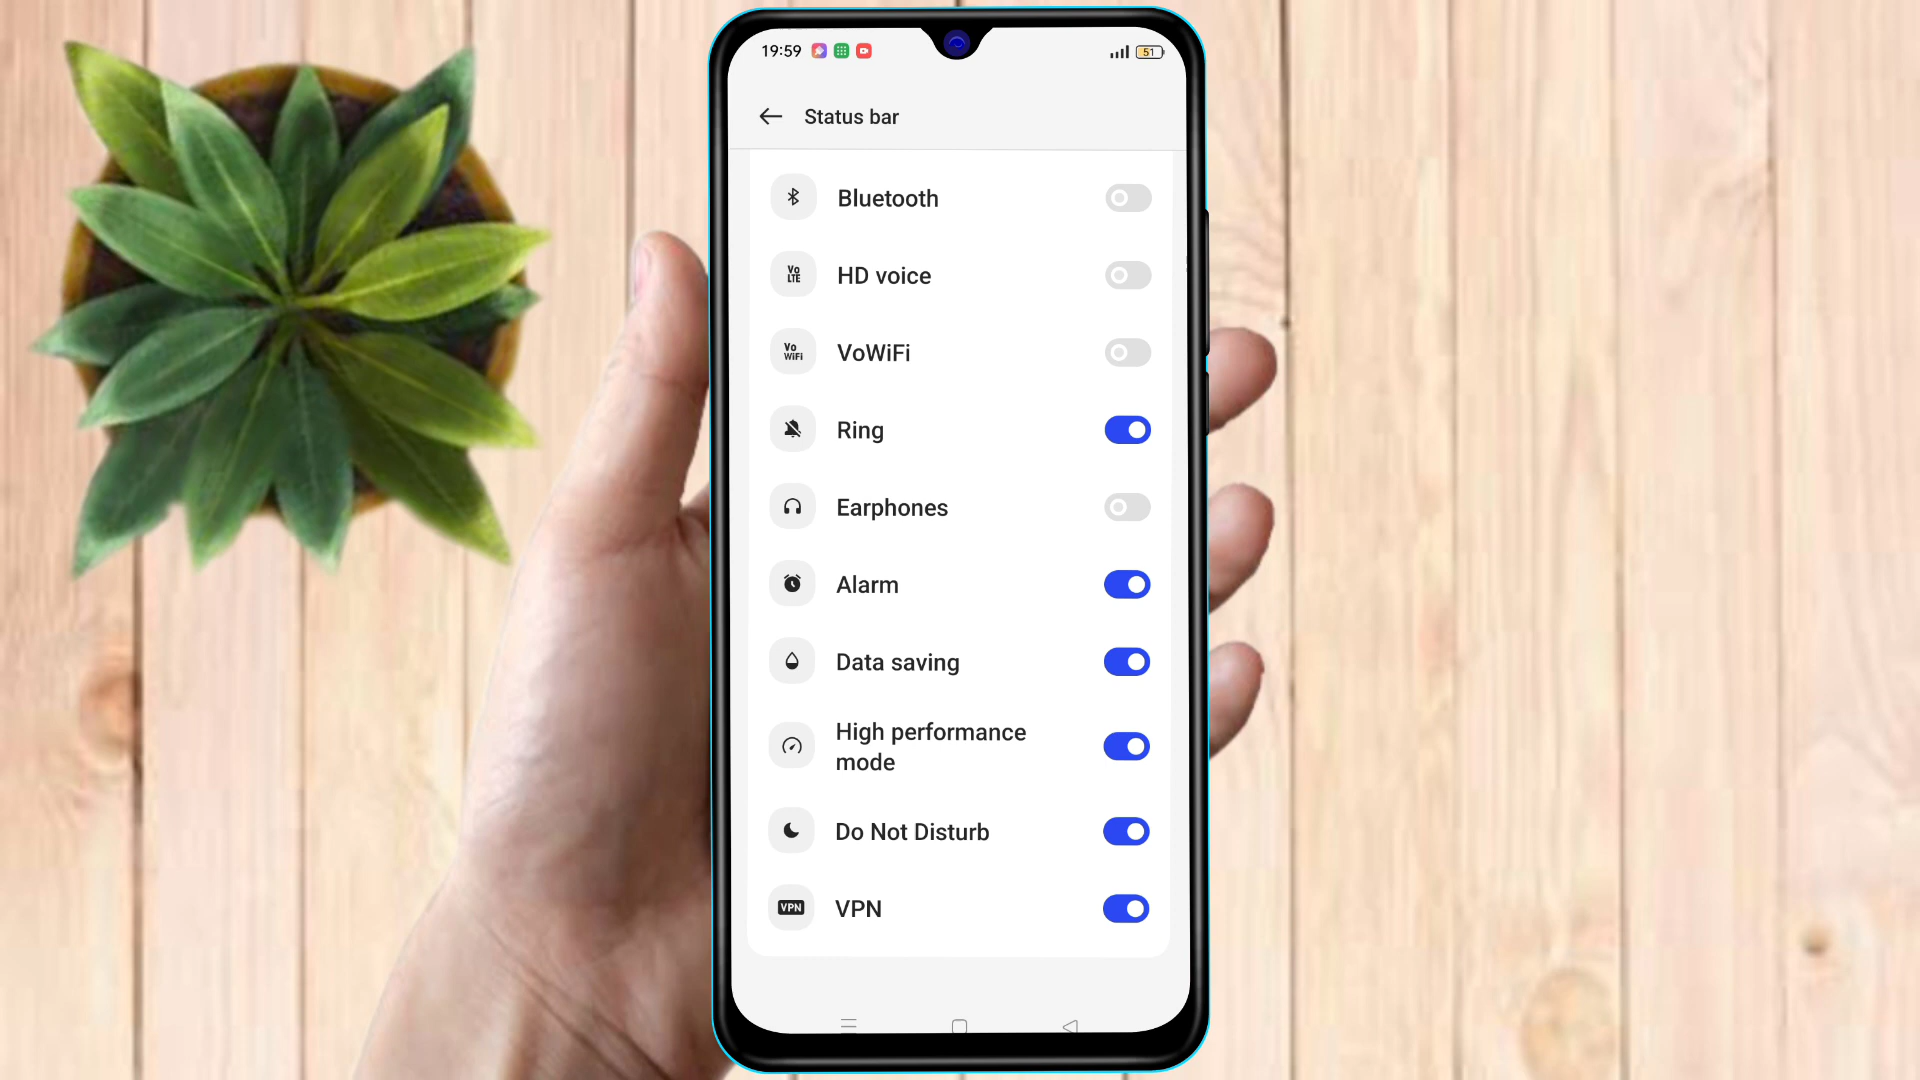 19:59 51
Status bar
Bluetooth
Vo LTE HD voice
Vo WiFi VoWiFi
Ring
Earphones
Alarm
Data saving
High performance
mode
Do Not Disturb
VPN VPN